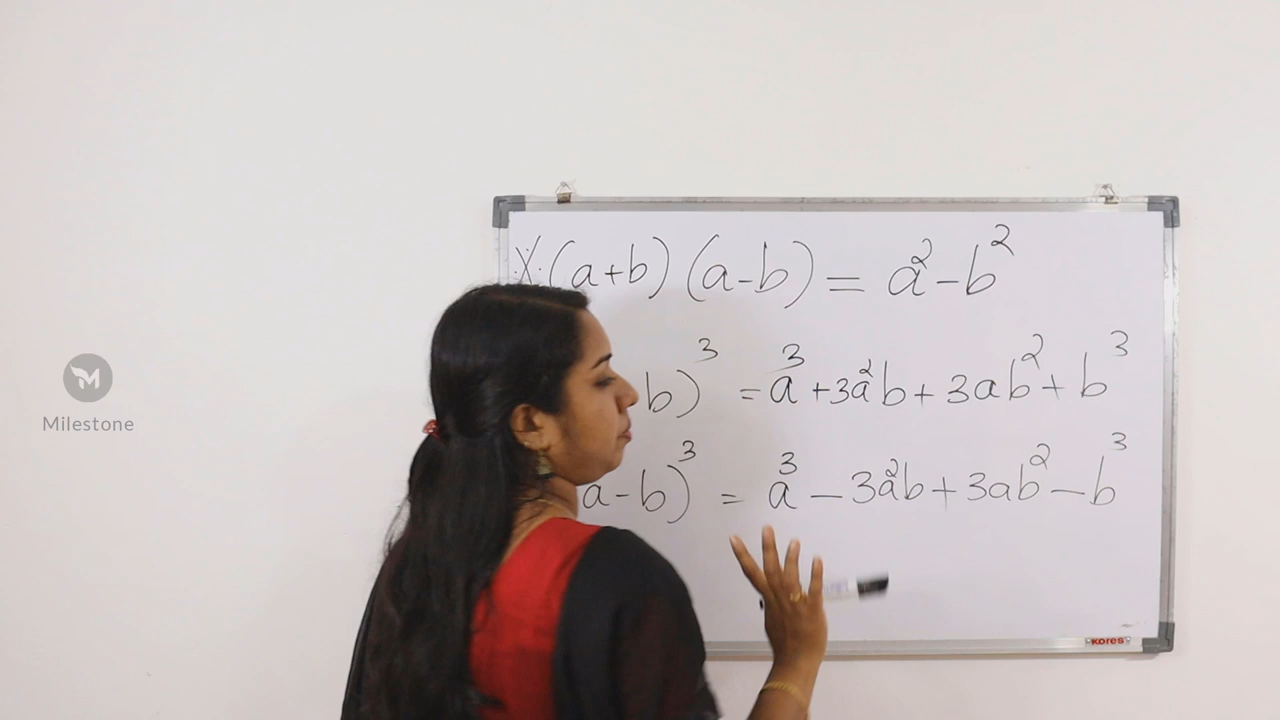 (a+b) (a-b) = a² - b²
b)³ = a³ + 3a²b + 3ab² + b³
a - b)³ = a³ - 3a²b + 3ab² - b³
Milestone
KORES